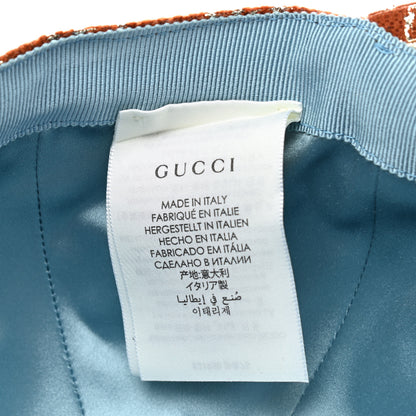 GUCCI
MADE IN ITALY
FABRIQUÉ EN ITALIE
HERGESTELLT IN ITALIEN
HECHO EN ITALIA
FABRICADO EM ITÁLIA
СДЕЛАНО В ИТАЛИИ
产地:意大利
イタリア製
صُنع في إيطاليا
이태리제